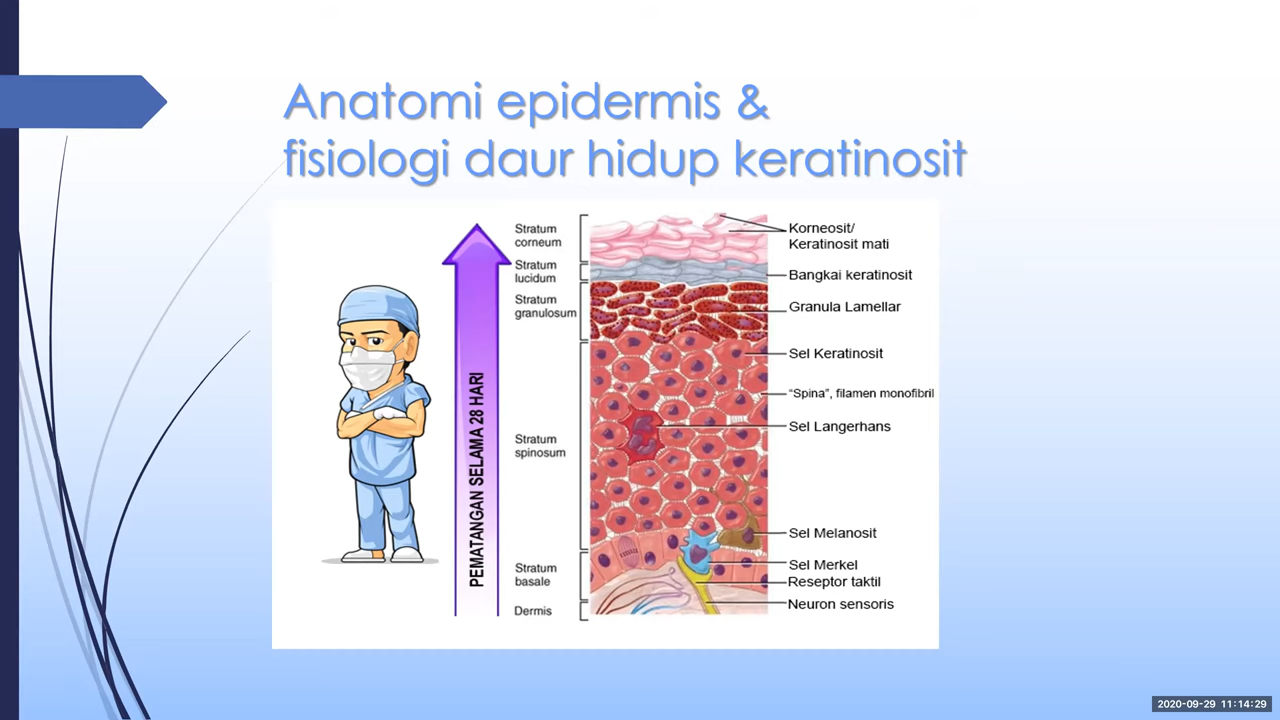 Anatomi epidermis &
fisiologi daur hidup keratinosit
PEMATANGAN SELAMA 28 HARI
Stratum
corneum
Stratum
lucidum
Stratum
granulosum
Stratum
spinosum
Stratum
basale
Dermis
Korneosit/
Keratinosit mati
Bangkai keratinosit
Granula Lamellar
Sel Keratinosit
“Spina”, filamen monofibril
Sel Langerhans
Sel Melanosit
Sel Merkel
Reseptor taktil
Neuron sensoris
2020-09-29 11:14:29